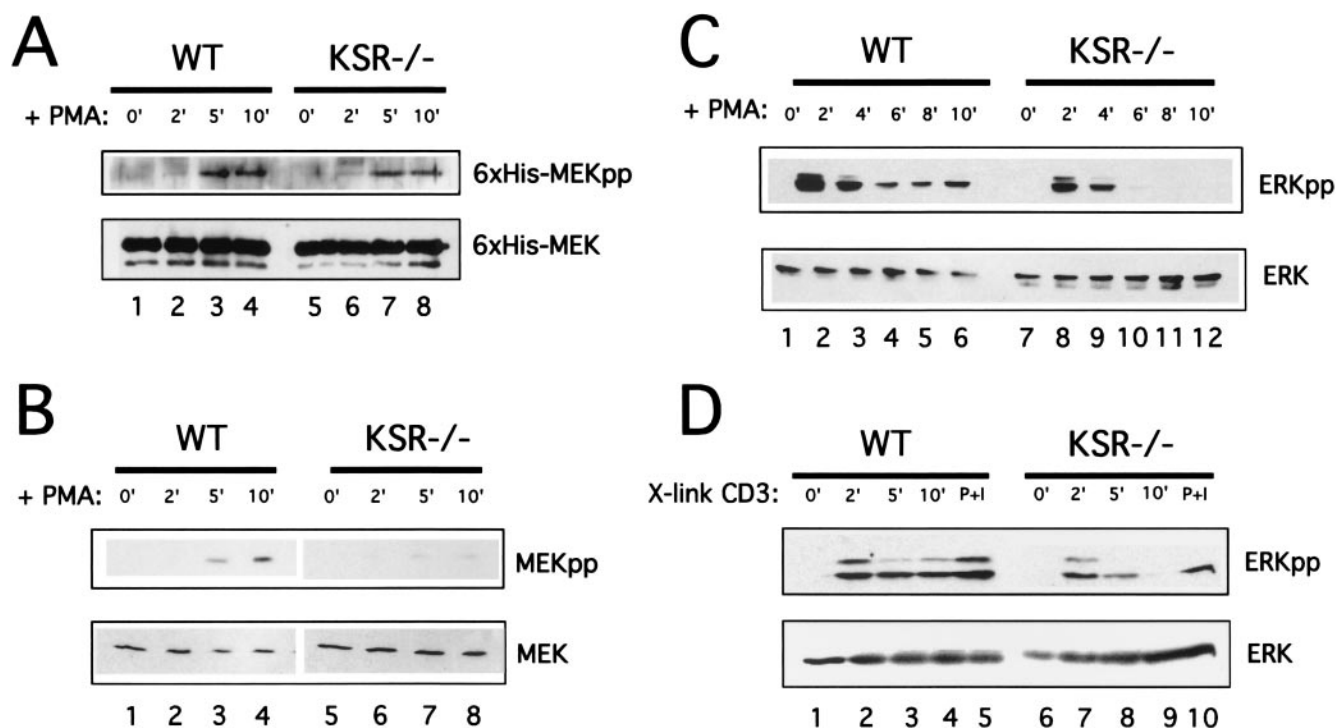 A
WT KSR-/-
+ PMA: 0' 2' 5' 10' 0' 2' 5' 10'
6xHis-MEKpp
6xHis-MEK
1 2 3 4 5 6 7 8
B
WT KSR-/-
+ PMA: 0' 2' 5' 10' 0' 2' 5' 10'
MEKpp
MEK
1 2 3 4 5 6 7 8
C
WT KSR-/-
+ PMA: 0' 2' 4' 6' 8' 10' 0' 2' 4' 6' 8' 10'
ERKpp
ERK
1 2 3 4 5 6 7 8 9 10 11 12
D
WT KSR-/-
X-link CD3: 0' 2' 5' 10' P+I 0' 2' 5' 10' P+I
ERKpp
ERK
1 2 3 4 5 6 7 8 9 10